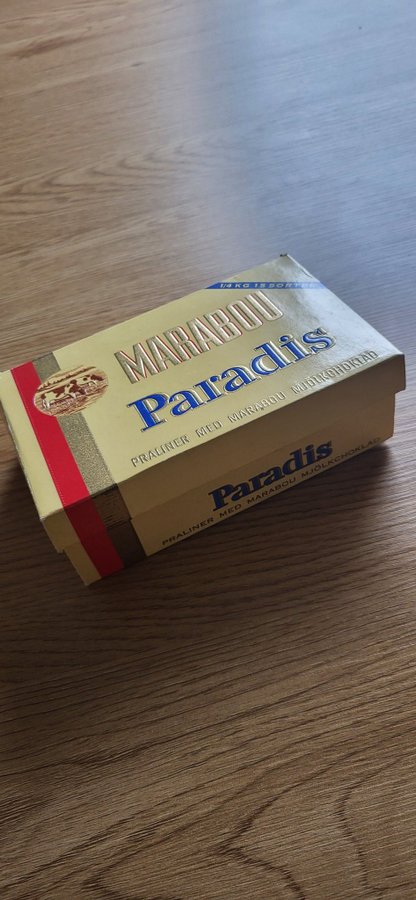 1/4 KG 15 SORTER
MARABOU
Paradis
PRALINER MED MARABOU MJÖLKCHOKLAD
Paradis
PRALINER MED MARABOU MJÖLKCHOKLAD